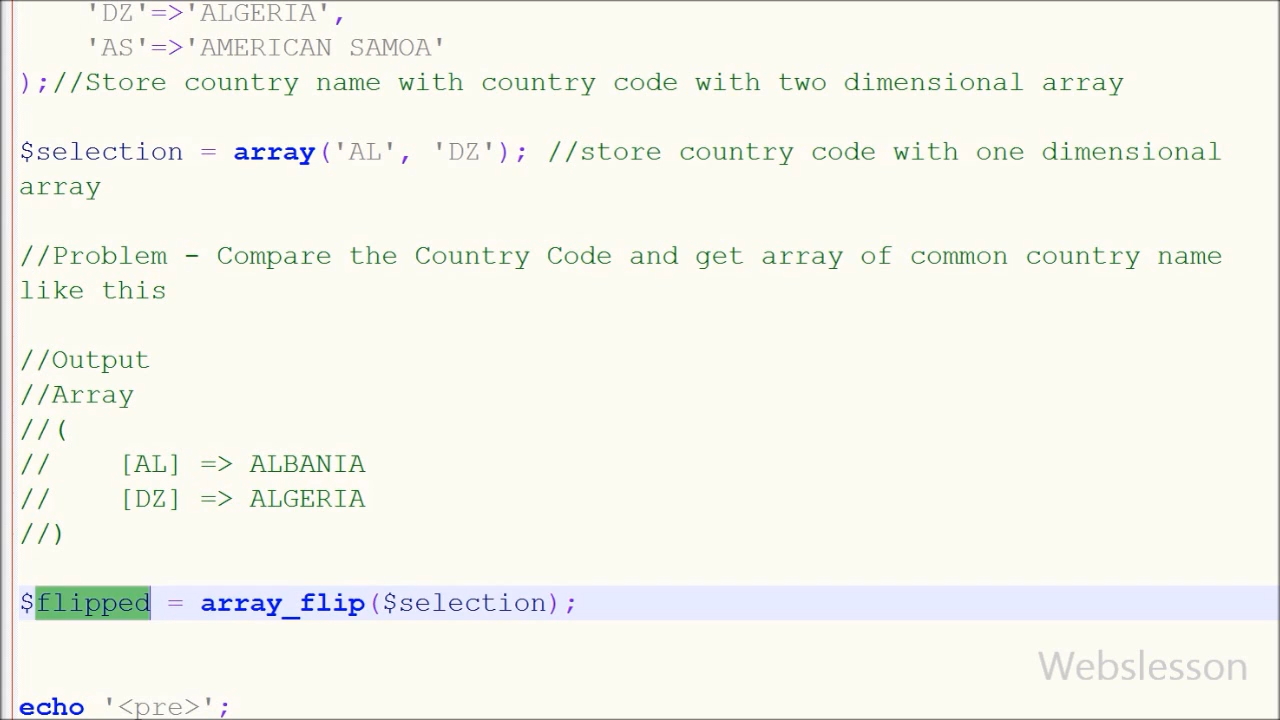 'DZ'=>'ALGERIA',
'AS'=>'AMERICAN SAMOA'
);//Store country name with country code with two dimensional array
$selection = array('AL', 'DZ'); //store country code with one dimensional
array
//Problem - Compare the Country Code and get array of common country name
like this
//Output
//Array
//(
//    [AL] => ALBANIA
//    [DZ] => ALGERIA
//)
$flipped = array_flip($selection);
Webslesson
echo '<pre>';